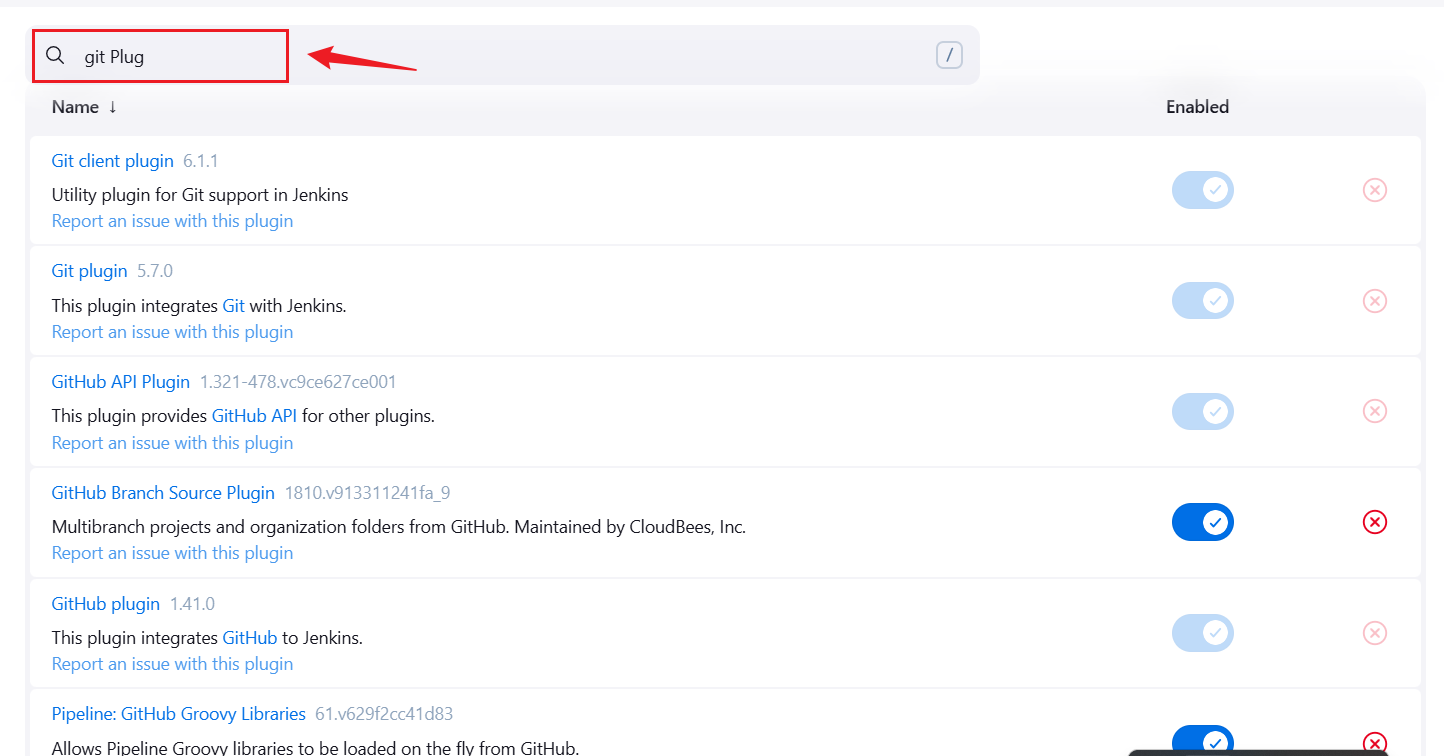 git Plug
/
Name ↓ Enabled
Git client plugin 6.1.1
Utility plugin for Git support in Jenkins
Report an issue with this plugin
Git plugin 5.7.0
This plugin integrates Git with Jenkins.
Report an issue with this plugin
GitHub API Plugin 1.321-478.vc9ce627ce001
This plugin provides GitHub API for other plugins.
Report an issue with this plugin
GitHub Branch Source Plugin 1810.v913311241fa_9
Multibranch projects and organization folders from GitHub. Maintained by CloudBees, Inc.
Report an issue with this plugin
GitHub plugin 1.41.0
This plugin integrates GitHub to Jenkins.
Report an issue with this plugin
Pipeline: GitHub Groovy Libraries 61.v629f2cc41d83
Allows Pipeline Groovy libraries to be loaded on the fly from GitHub.